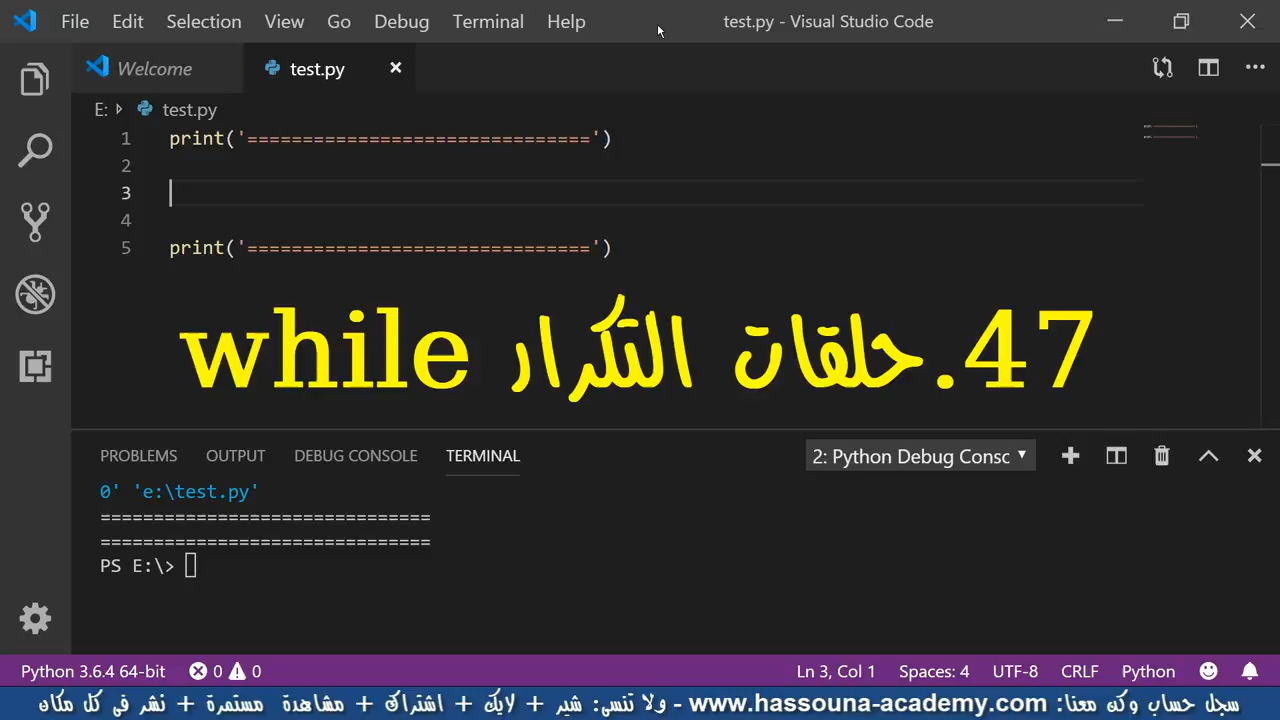 File Edit Selection View Go Debug Terminal Help test.py - Visual Studio Code
Welcome test.py
E: test.py
1 print('==============================')
2
3
4
5 print('==============================')
47.حلقات التكرار while
PROBLEMS OUTPUT DEBUG CONSOLE TERMINAL 2: Python Debug Consc
0' 'e:\test.py'
==============================
==============================
PS E:\>
Python 3.6.4 64-bit 0 0 Ln 3, Col 1 Spaces: 4 UTF-8 CRLF Python
سجل حساب وكن معنا: www.hassouna-academy.com - ولا تنسى: شير + لايك + اشتراك + مشاهدة مستمرة + نشر فى كل مكان